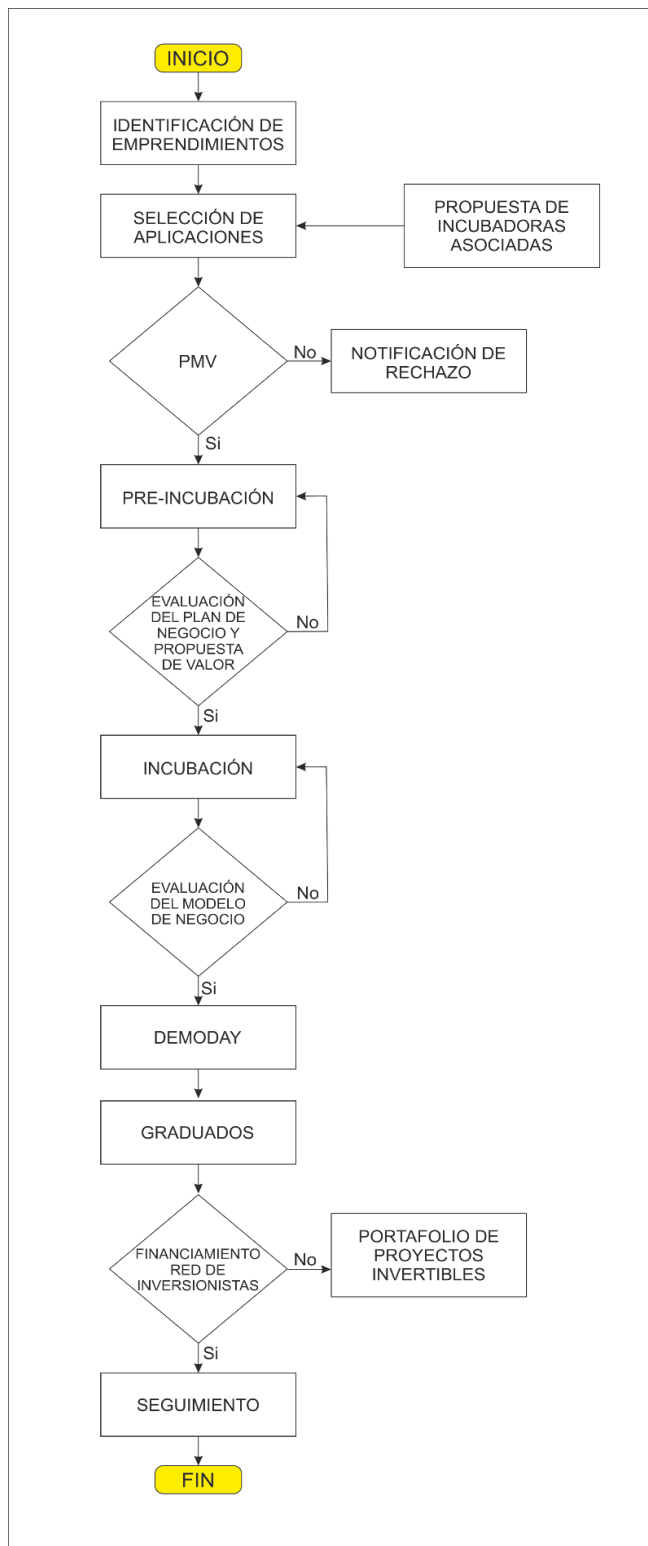 INICIO
IDENTIFICACIÓN DE
EMPRENDIMIENTOS
SELECCIÓN DE
APLICACIONES
PROPUESTA DE
INCUBADORAS
ASOCIADAS
PMV
No
NOTIFICACIÓN DE
RECHAZO
Si
PRE-INCUBACIÓN
EVALUACIÓN
DEL PLAN DE
NEGOCIO Y
PROPUESTA
DE VALOR
No
Si
INCUBACIÓN
EVALUACIÓN
DEL MODELO
DE NEGOCIO
No
Si
DEMODAY
GRADUADOS
FINANCIAMIENTO
RED DE
INVERSIONISTAS
No
PORTAFOLIO DE
PROYECTOS
INVERTIBLES
Si
SEGUIMIENTO
FIN